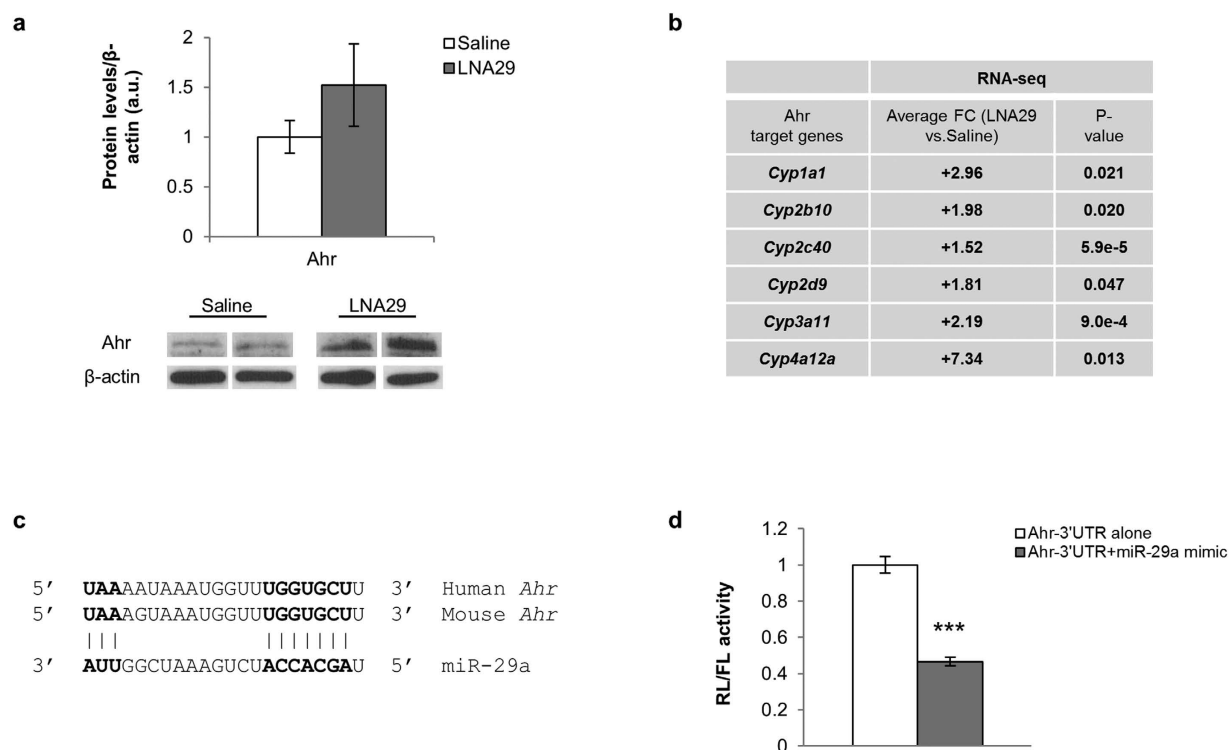 a
Protein levels/β-
actin (a.u.)
2
1.5
1
0.5
0
Saline
LNA29
Ahr
Saline LNA29
Ahr
β-actin
b
RNA-seq
Ahr target genes Average FC (LNA29 vs.Saline) P-value
Cyp1a1 +2.96 0.021
Cyp2b10 +1.98 0.020
Cyp2c40 +1.52 5.9e-5
Cyp2d9 +1.81 0.047
Cyp3a11 +2.19 9.0e-4
Cyp4a12a +7.34 0.013
c
5′ UAAAAUAAAUGGUUUGGUGCUU 3′ Human Ahr
5′ UAAAGUAAAUGGUUUGGUGCUU 3′ Mouse Ahr
3′ AUUGGCUAAAGUCUACCACGAU 5′ miR-29a
d
RL/FL activity
1.2
1
0.8
0.6
0.4
0.2
0
***
Ahr-3'UTR alone
Ahr-3'UTR+miR-29a mimic